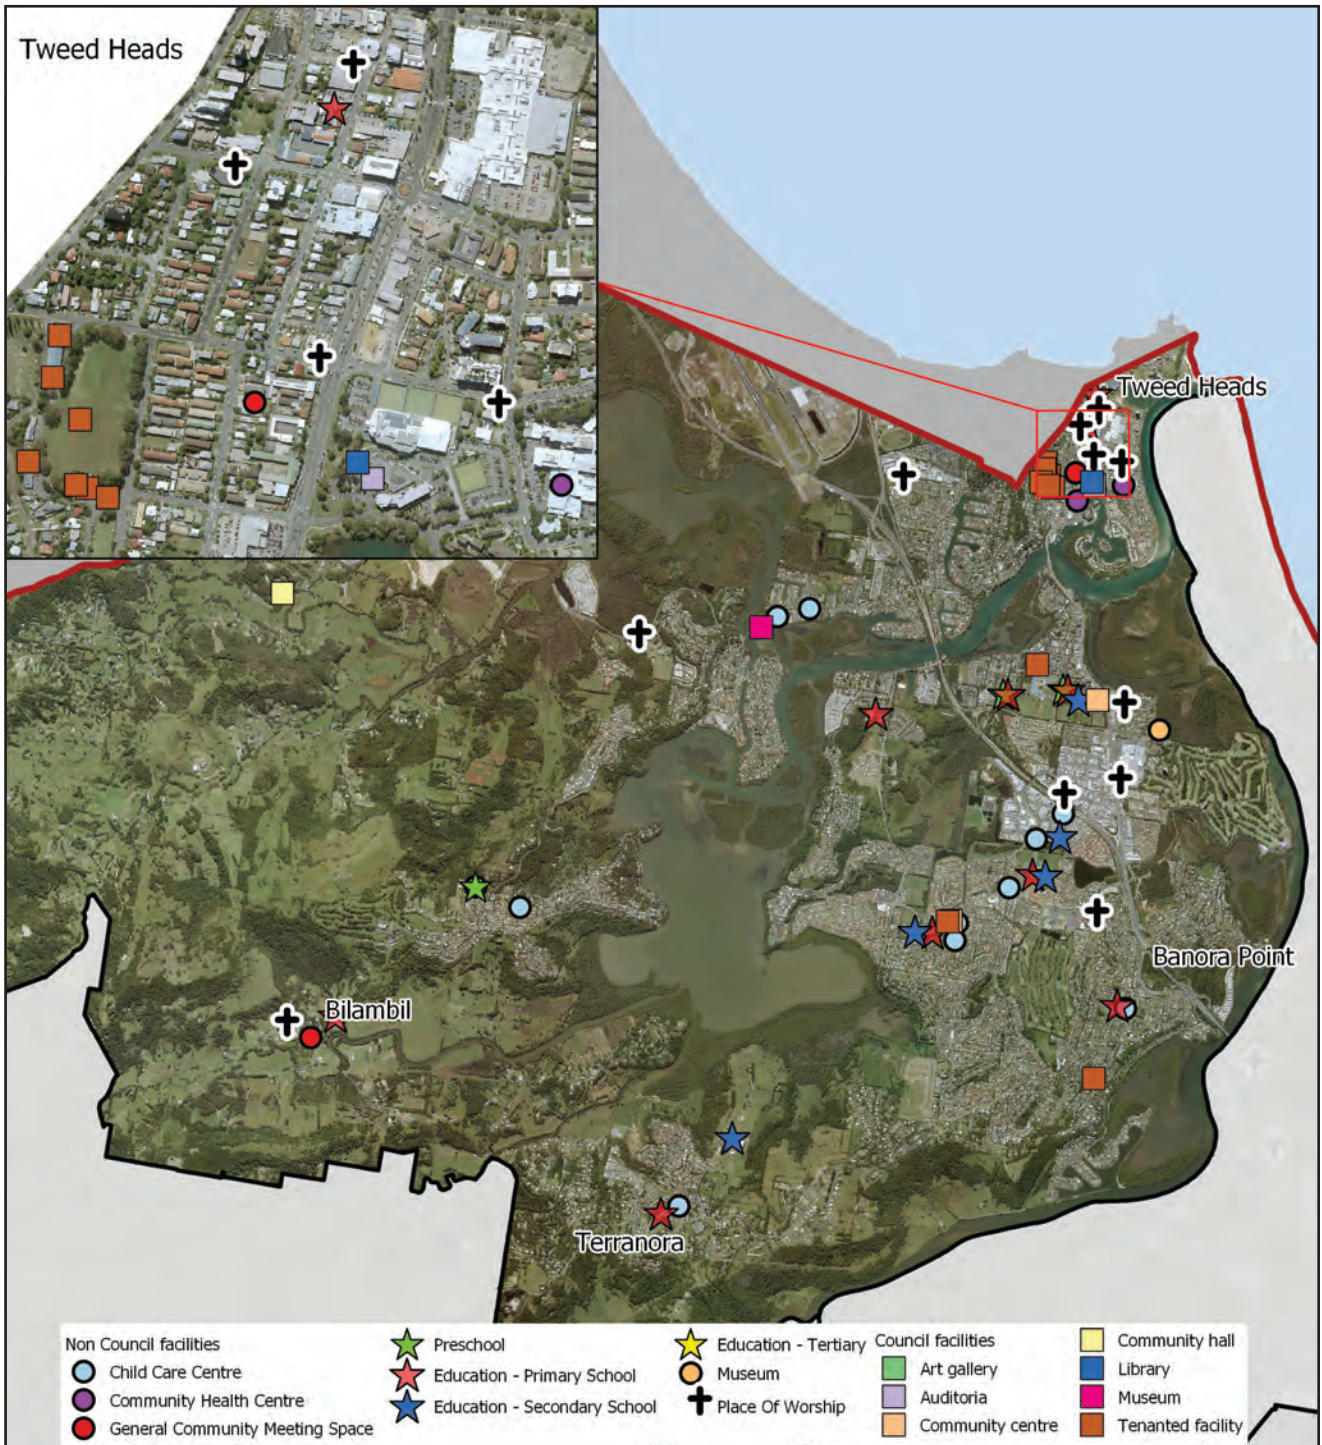 Tweed Heads
Tweed Heads
Banora Point
Bilambil
Terranora
Non Council facilities
Child Care Centre
Community Health Centre
General Community Meeting Space
Preschool
Education - Primary School
Education - Secondary School
Education - Tertiary
Museum
Place Of Worship
Council facilities
Art gallery
Auditoria
Community centre
Community hall
Library
Museum
Tenanted facility